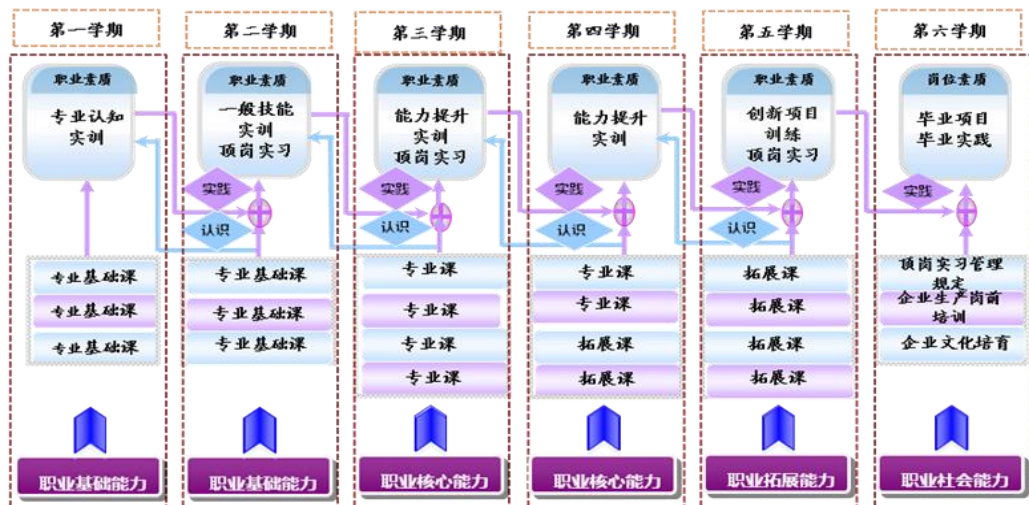 第一学期
第二学期
第三学期
第四学期
第五学期
第六学期
职业素质
专业认知
实训
职业素质
一般技能
实训
顶岗实习
职业素质
能力提升
实训
顶岗实习
职业素质
能力提升
实训
职业素质
创新项目
训练
顶岗实习
岗位素质
毕业项目
毕业实践
实践
认识
实践
认识
实践
认识
实践
认识
实践
专业基础课
专业基础课
专业基础课
专业基础课
专业基础课
专业基础课
专业课
专业课
专业课
专业课
专业课
专业课
拓展课
拓展课
拓展课
拓展课
拓展课
拓展课
顶岗实习管理
规定
企业生产岗前
培训
企业文化培育
职业基础能力
职业基础能力
职业核心能力
职业核心能力
职业拓展能力
职业社会能力